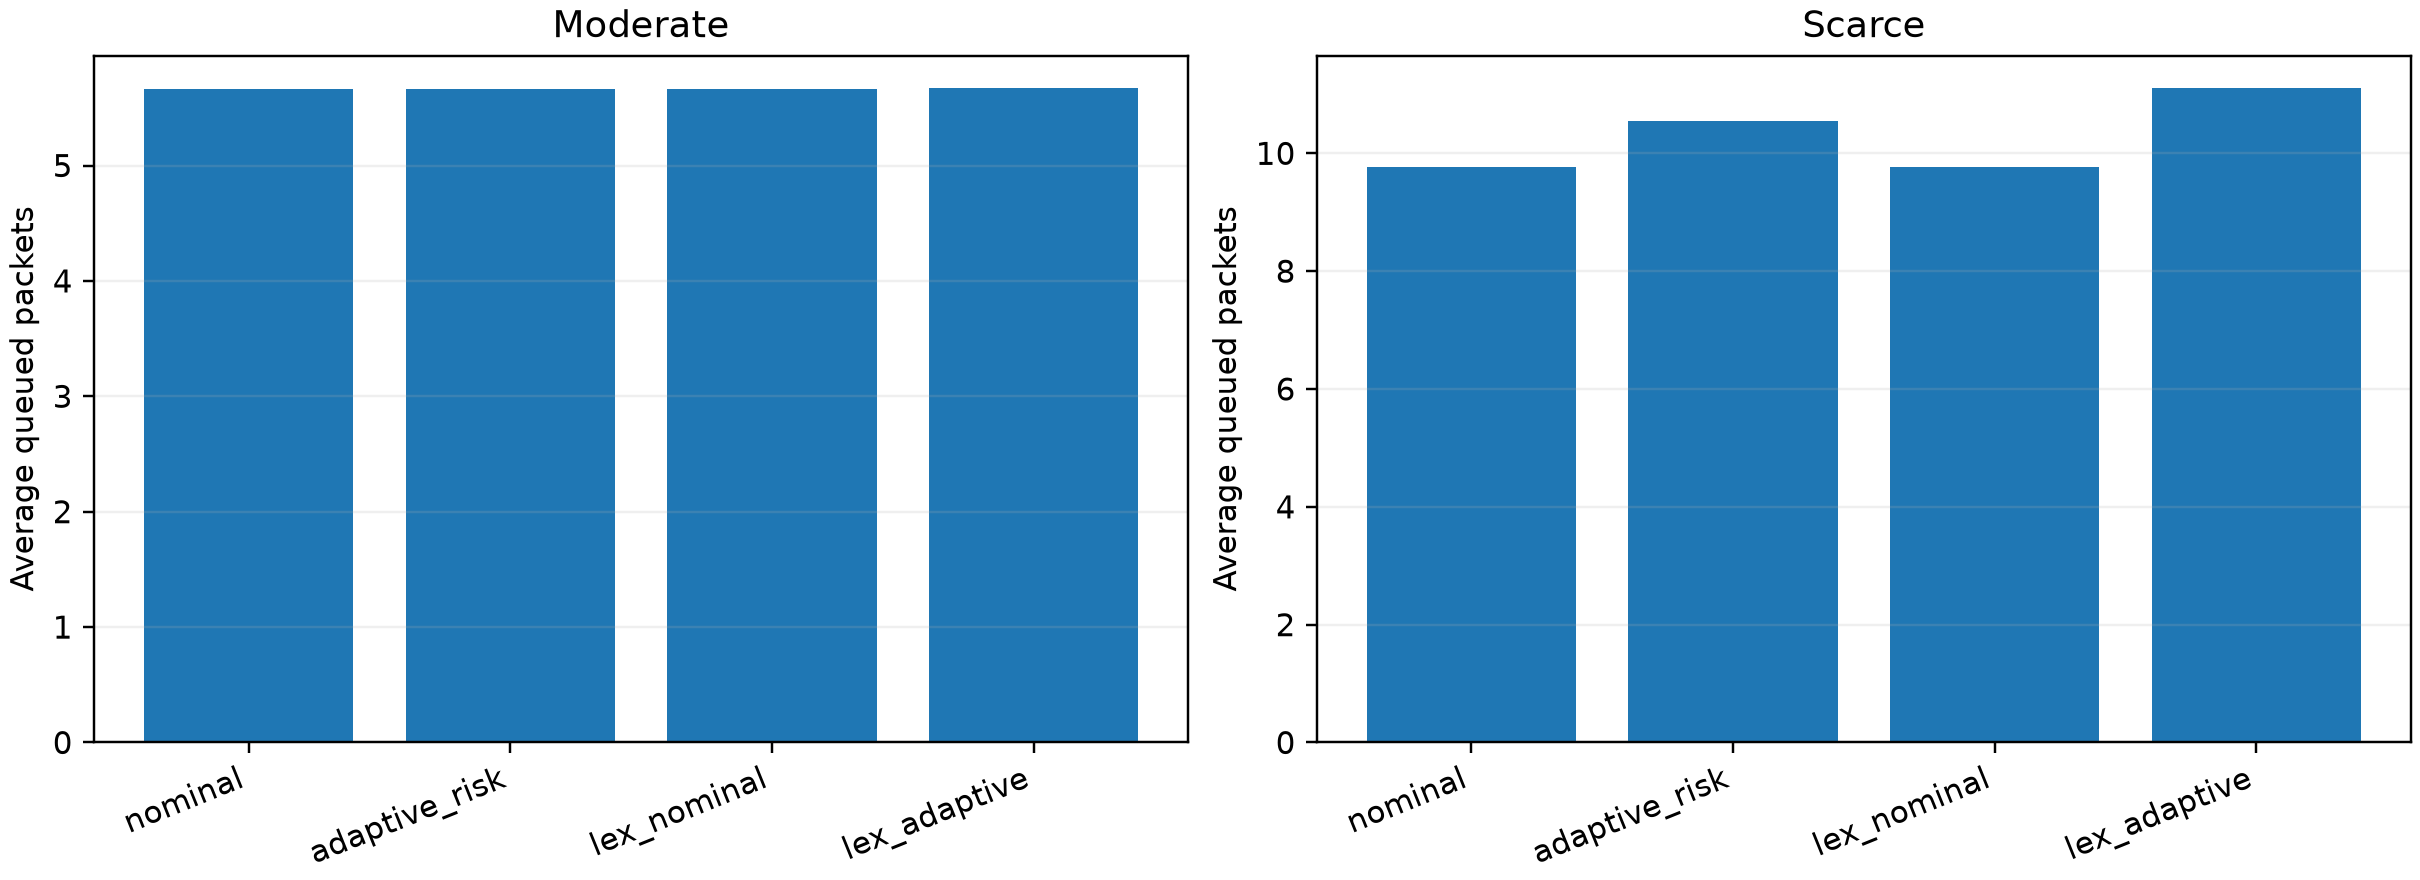 Moderate
Average queued packets
5
4
3
2
1
0
nominal
adaptive_risk
lex_nominal
lex_adaptive
Scarce
Average queued packets
10
8
6
4
2
0
nominal
adaptive_risk
lex_nominal
lex_adaptive